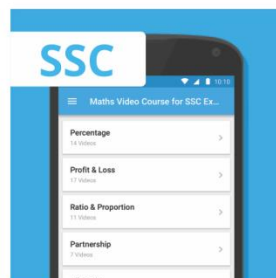 SSC
10:10
Maths Video Course for SSC Ex...
Percentage
14 Videos
Profit & Loss
17 Videos
Ratio & Proportion
11 Videos
Partnership
7 Videos